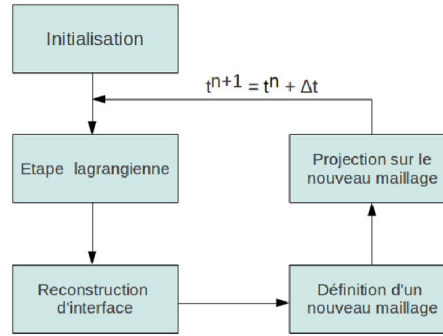 Initialisation
tn+1 = tn + Δt
Etape lagrangienne
Projection sur le
nouveau maillage
Reconstruction
d'interface
Définition d'un
nouveau maillage